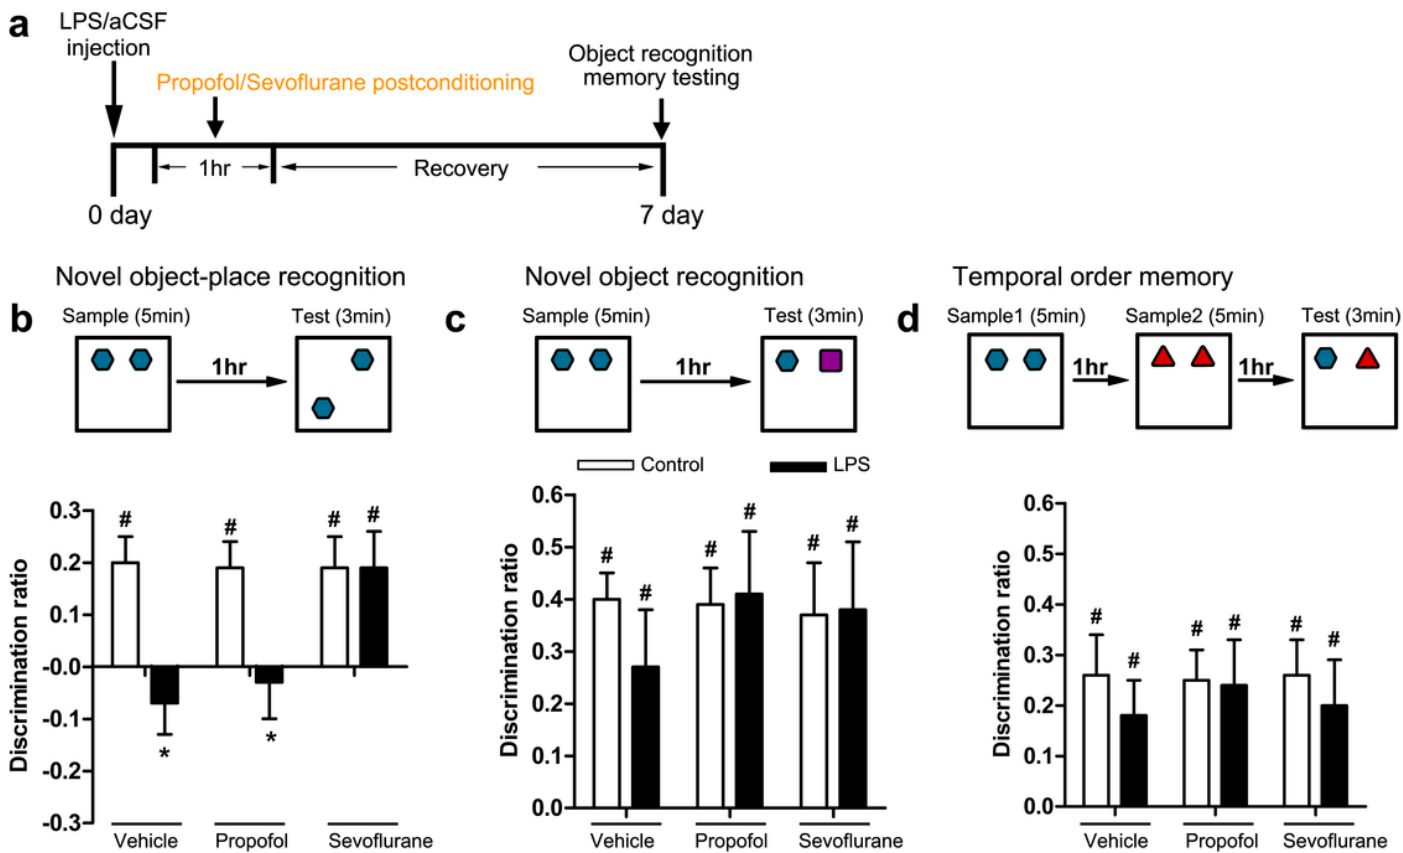 a
LPS/aCSF
injection
Propofol/Sevoflurane postconditioning
Object recognition
memory testing
1hr
Recovery
0 day
7 day
Novel object-place recognition
Novel object recognition
Temporal order memory
b
Sample (5min)
Test (3min)
1hr
c
Sample (5min)
Test (3min)
1hr
d
Sample1 (5min)
Sample2 (5min)
Test (3min)
1hr
1hr
Control
LPS
Discrimination ratio
0.3
0.2
0.1
-0.0
-0.1
-0.2
-0.3
# # # #
* *
Vehicle
Propofol
Sevoflurane
Discrimination ratio
0.6
0.5
0.4
0.3
0.2
0.1
0.0
# # # # # #
Vehicle
Propofol
Sevoflurane
Discrimination ratio
0.6
0.5
0.4
0.3
0.2
0.1
0.0
# # # # # #
Vehicle
Propofol
Sevoflurane